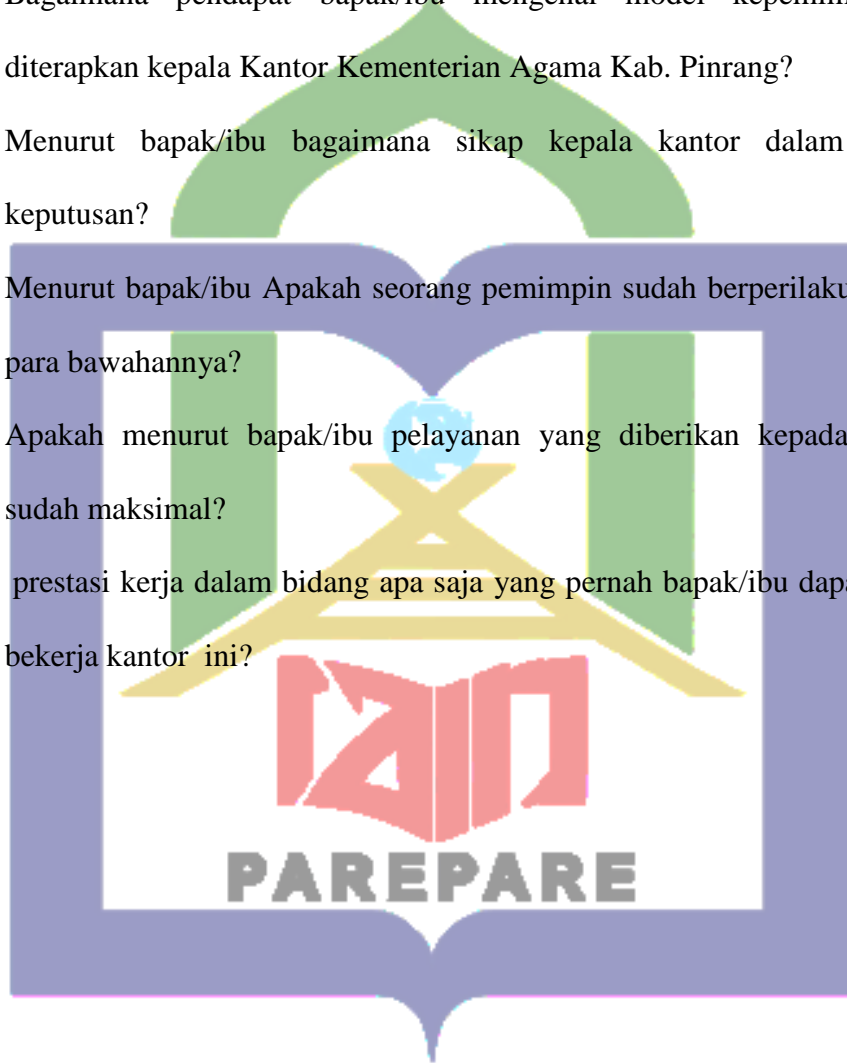 Bagaimana pendapat bapak/ibu mengenai model
diterapkan kepala Kantor Kementerian Agama Kab. Pinrang?
Menurut bapak/ibu bagaimana sikap kepala kantor dalam
keputusan?
Menurut bapak/ibu Apakah seorang pemimpin sudah berperilaku
para bawahannya?
Apakah menurut bapak/ibu pelayanan yang diberikan kepada
sudah maksimal?
prestasi kerja dalam bidang apa saja yang pernah bapak/ibu
bekerja kantor ini?
iain
PAREPARE